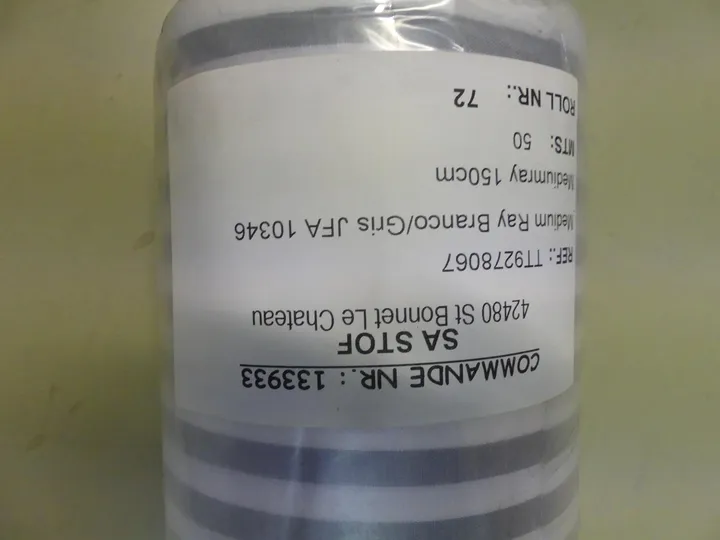 COMMANDE NR.: 133933
SA STOF
42480 St Bonnet Le Chateau
REF.: TT9278067
Medium Ray Branco/Gris JFA 10346
Mediumray 150cm
MTS: 50
ROLL NR.: 72